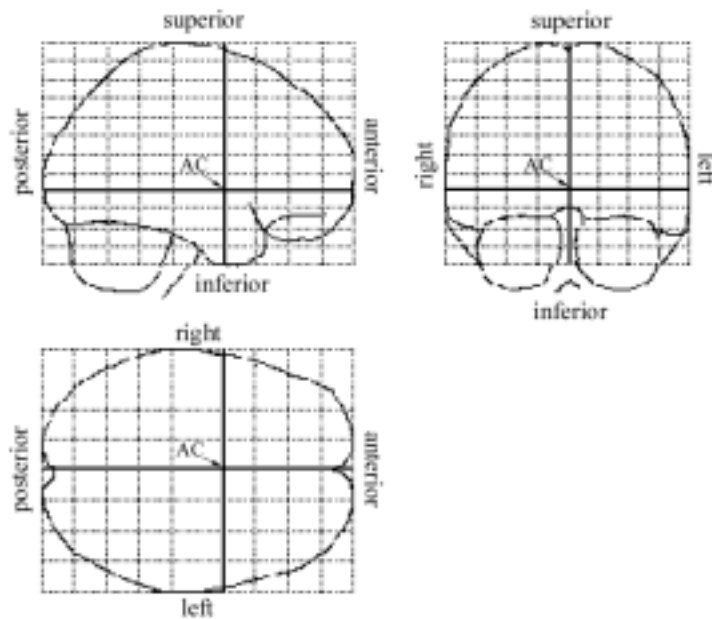 superior
posterior
AC
anterior
inferior
superior
right
AC
left
inferior
right
posterior
AC
anterior
left